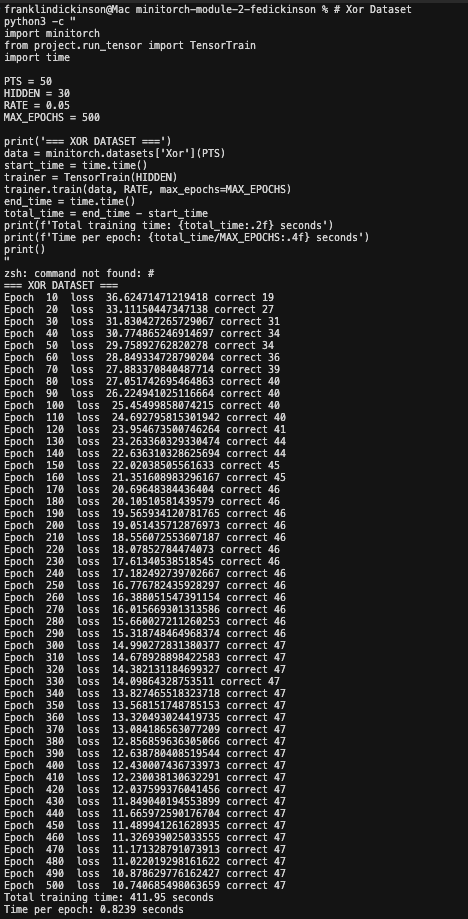 franklindickinson@Mac minitorch-module-2-fedickinson % # Xor Dataset
python3 -c "
import minitorch
from project.run_tensor import TensorTrain
import time

PTS = 50
HIDDEN = 30
RATE = 0.05
MAX_EPOCHS = 500

print('=== XOR DATASET ===')
data = minitorch.datasets['Xor'](PTS)
start_time = time.time()
trainer = TensorTrain(HIDDEN)
trainer.train(data, RATE, max_epochs=MAX_EPOCHS)
end_time = time.time()
total_time = end_time - start_time
print(f'Total training time: {total_time:.2f} seconds')
print(f'Time per epoch: {total_time/MAX_EPOCHS:.4f} seconds')
print()
"
zsh: command not found: #
=== XOR DATASET ===
Epoch  10  loss  36.62471471219418 correct 19
Epoch  20  loss  33.11150447347138 correct 27
Epoch  30  loss  31.830427265729067 correct 31
Epoch  40  loss  30.774865246914697 correct 34
Epoch  50  loss  29.75892762820278 correct 34
Epoch  60  loss  28.849334728790204 correct 36
Epoch  70  loss  27.883370840487714 correct 39
Epoch  80  loss  27.051742695464863 correct 40
Epoch  90  loss  26.224941025116664 correct 40
Epoch  100  loss  25.45499858074215 correct 40
Epoch  110  loss  24.692795815301942 correct 40
Epoch  120  loss  23.954673500746264 correct 41
Epoch  130  loss  23.263360329330474 correct 44
Epoch  140  loss  22.636310328625694 correct 44
Epoch  150  loss  22.02038505561633 correct 45
Epoch  160  loss  21.351608983296167 correct 45
Epoch  170  loss  20.69648384436404 correct 46
Epoch  180  loss  20.10510581439579 correct 46
Epoch  190  loss  19.565934120781765 correct 46
Epoch  200  loss  19.051435712876973 correct 46
Epoch  210  loss  18.556072553607187 correct 46
Epoch  220  loss  18.07852784474073 correct 46
Epoch  230  loss  17.61340538518545 correct 46
Epoch  240  loss  17.182492739702667 correct 46
Epoch  250  loss  16.776782435928297 correct 46
Epoch  260  loss  16.388051547391154 correct 46
Epoch  270  loss  16.015669301313586 correct 46
Epoch  280  loss  15.660027211260253 correct 46
Epoch  290  loss  15.318748464968374 correct 46
Epoch  300  loss  14.990272831380377 correct 47
Epoch  310  loss  14.678928898422583 correct 47
Epoch  320  loss  14.382131184699327 correct 47
Epoch  330  loss  14.09864328753511 correct 47
Epoch  340  loss  13.827465518323718 correct 47
Epoch  350  loss  13.568151748785153 correct 47
Epoch  360  loss  13.320493024419735 correct 47
Epoch  370  loss  13.084186563077209 correct 47
Epoch  380  loss  12.856859636305066 correct 47
Epoch  390  loss  12.638780408519544 correct 47
Epoch  400  loss  12.430007436733973 correct 47
Epoch  410  loss  12.230038130632291 correct 47
Epoch  420  loss  12.037599376041456 correct 47
Epoch  430  loss  11.849040194553899 correct 47
Epoch  440  loss  11.665972590176704 correct 47
Epoch  450  loss  11.489941261628935 correct 47
Epoch  460  loss  11.326939025033555 correct 47
Epoch  470  loss  11.171328791073913 correct 47
Epoch  480  loss  11.022019298161622 correct 47
Epoch  490  loss  10.878629776162427 correct 47
Epoch  500  loss  10.740685498063659 correct 47
Total training time: 411.95 seconds
Time per epoch: 0.8239 seconds